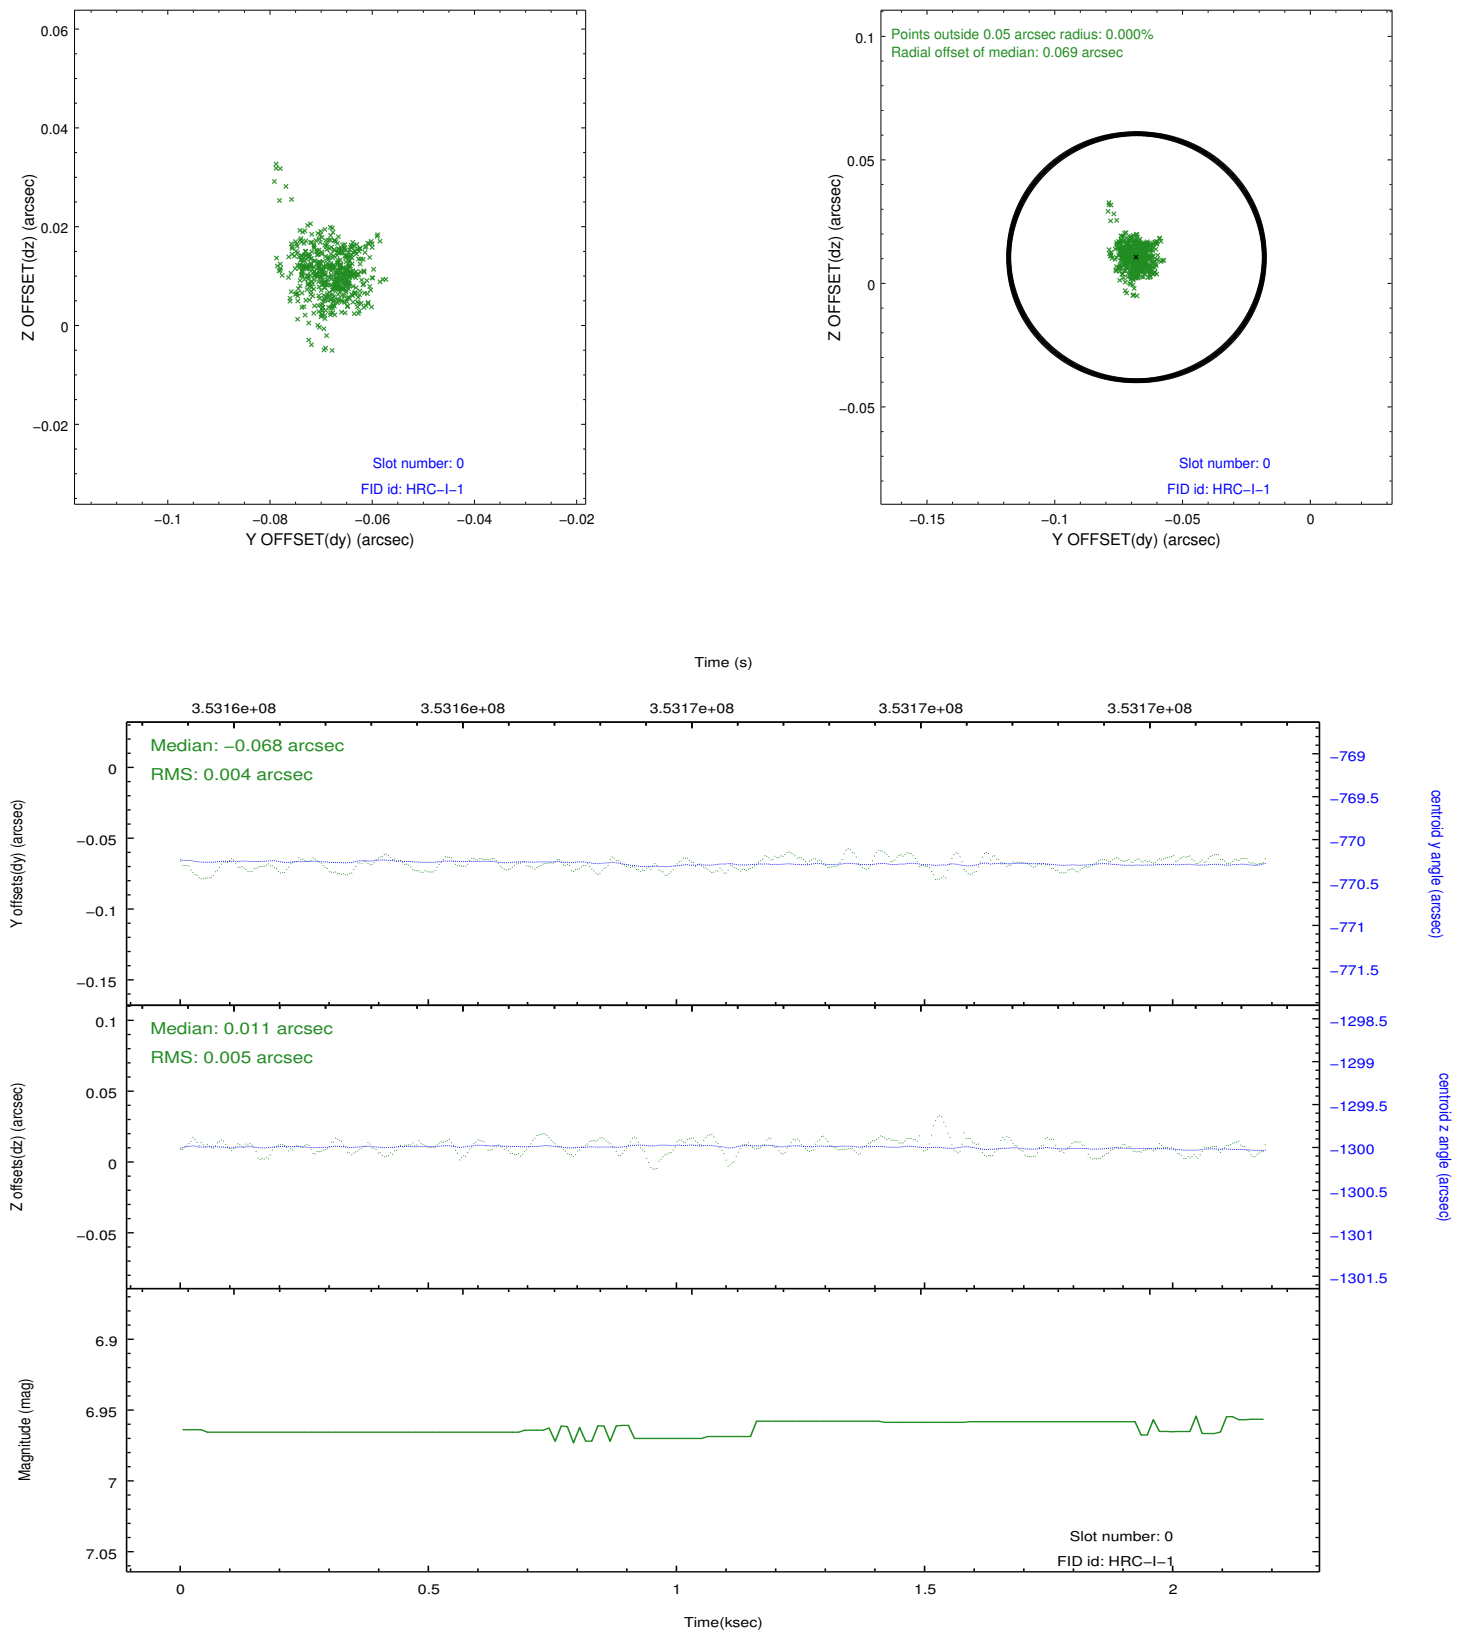 0.06
0.04
0.02
0
−0.02
Z OFFSET(dz) (arcsec)
Slot number: 0
FID id: HRC−I−1
−0.1
−0.08
−0.06
−0.04
−0.02
Y OFFSET(dy) (arcsec)
Points outside 0.05 arcsec radius: 0.000%
Radial offset of median: 0.069 arcsec
0.1
0.05
0
−0.05
Z OFFSET(dz) (arcsec)
Slot number: 0
FID id: HRC−I−1
−0.15
−0.1
−0.05
0
Y OFFSET(dy) (arcsec)
Time (s)
3.5316e+08
3.5316e+08
3.5317e+08
3.5317e+08
3.5317e+08
Median: −0.068 arcsec
RMS: 0.004 arcsec
0
−0.05
−0.1
−0.15
Y offsets(dy) (arcsec)
−769
−769.5
−770
−770.5
−771
−771.5
centroid y angle (arcsec)
Median: 0.011 arcsec
RMS: 0.005 arcsec
0.1
0.05
0
−0.05
Z offsets(dz) (arcsec)
−1298.5
−1299
−1299.5
−1300
−1300.5
−1301
−1301.5
centroid z angle (arcsec)
6.9
6.95
7
7.05
Magnitude (mag)
Slot number: 0
FID id: HRC−I−1
0
0.5
1
1.5
2
Time(ksec)